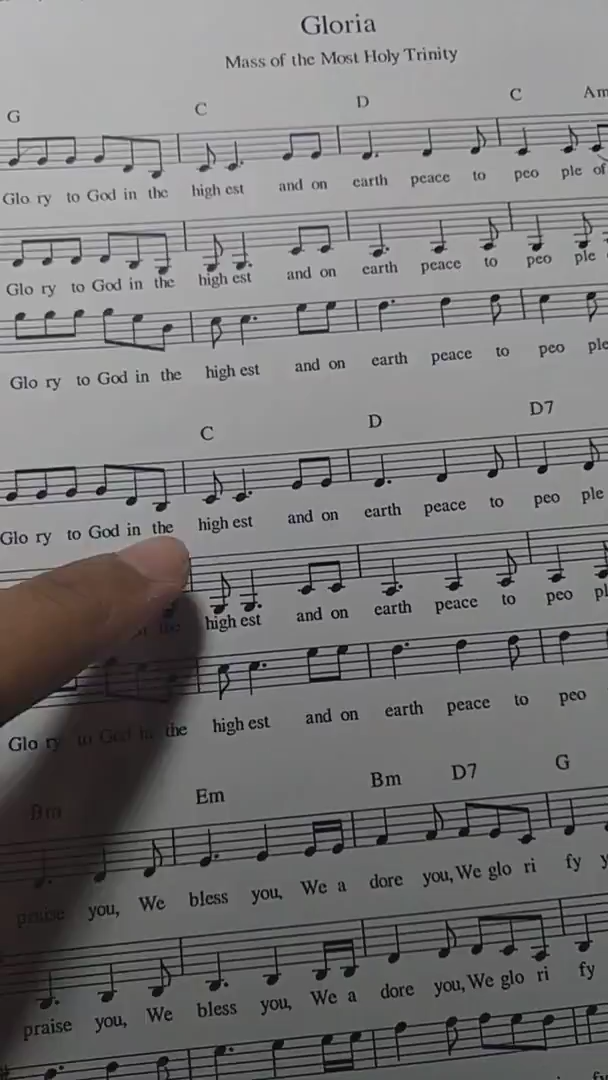 Gloria
Mass of the Most Holy Trinity
G C D C Am
Glo ry to God in the high est and on earth peace to peo ple of
Glo ry to God in the high est and on earth peace to peo ple
Glo ry to God in the high est and on earth peace to peo ple
C D D7
Glo ry to God in the high est and on earth peace to peo ple
the high est and on earth peace to peo
Glo ry to God in the high est and on earth peace to peo
Bm Em Bm D7 G
praise you, We bless you, We a dore you, We glo ri fy
praise you, We bless you, We a dore you, We glo ri fy